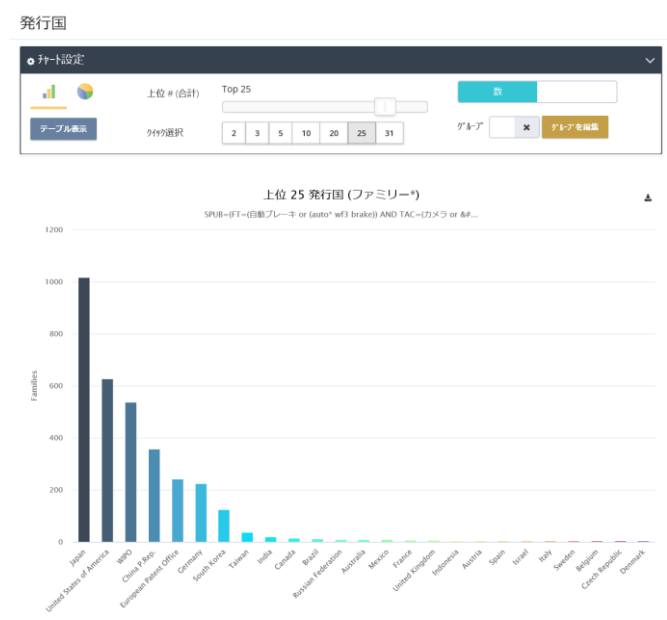 発行国
チャート設定
上位 # (合計)
Top 25
数
テーブル表示
クイック選択
2 3 5 10 20 25 31
グループ
✖
グループを編集
上位 25 発行国 (ファミリー*)
SPUB=(FT=(自動ブレーキ or (auto* wf3 brake)) AND TAC=(カメラ or &#...
1200
1000
800
600
400
200
0
Families
Japan
United States of America
WIPO
China P.Rep.
European Patent Office
Germany
South Korea
Taiwan
India
Canada
Brazil
Russian Federation
Australia
Mexico
France
United Kingdom
Indonesia
Austria
Spain
Israel
Italy
Sweden
Belgium
Czech Republic
Denmark